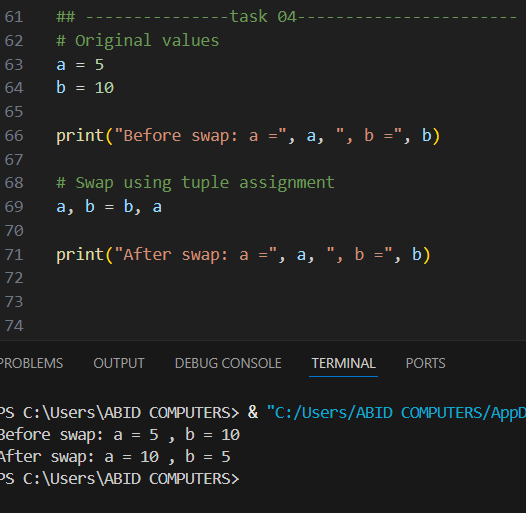 61 ## ---------------task 04-----------------------
62 # Original values
63 a = 5
64 b = 10
65
66 print("Before swap: a =", a, ", b =", b)
67
68 # Swap using tuple assignment
69 a, b = b, a
70
71 print("After swap: a =", a, ", b =", b)
72
73
74
PROBLEMS OUTPUT DEBUG CONSOLE TERMINAL PORTS
PS C:\Users\ABID COMPUTERS> & "C:/Users/ABID COMPUTERS/AppD
Before swap: a = 5 , b = 10
After swap: a = 10 , b = 5
PS C:\Users\ABID COMPUTERS>